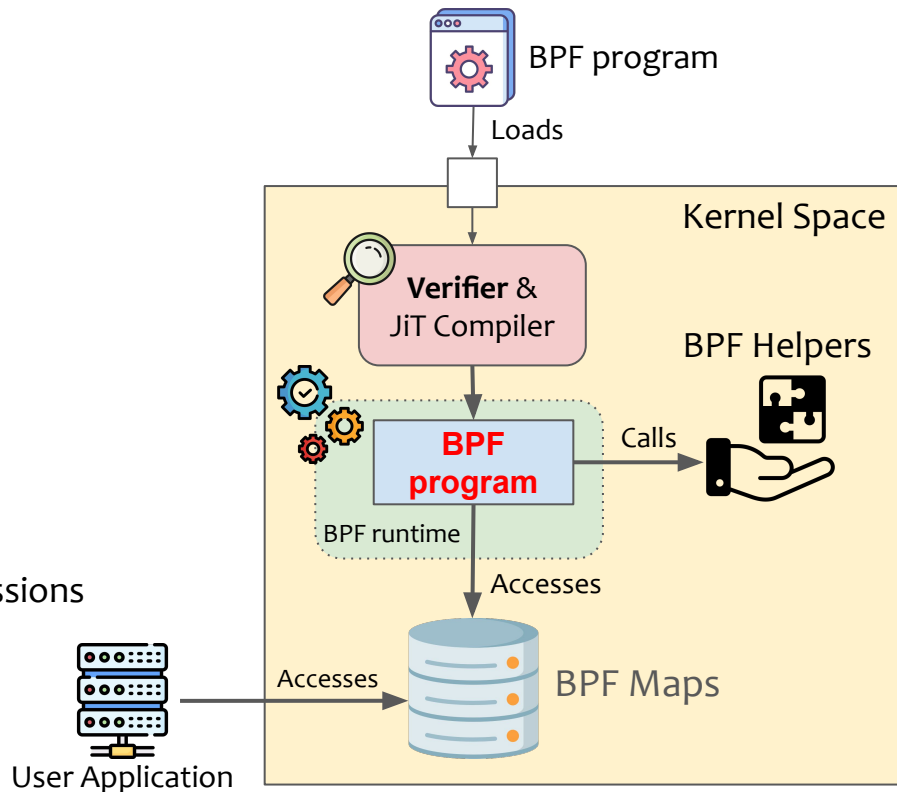 BPF program
Loads
Kernel Space
Verifier &
JiT Compiler
BPF Helpers
BPF
program
Calls
BPF runtime
Accesses
Accesses
BPF Maps
User Application